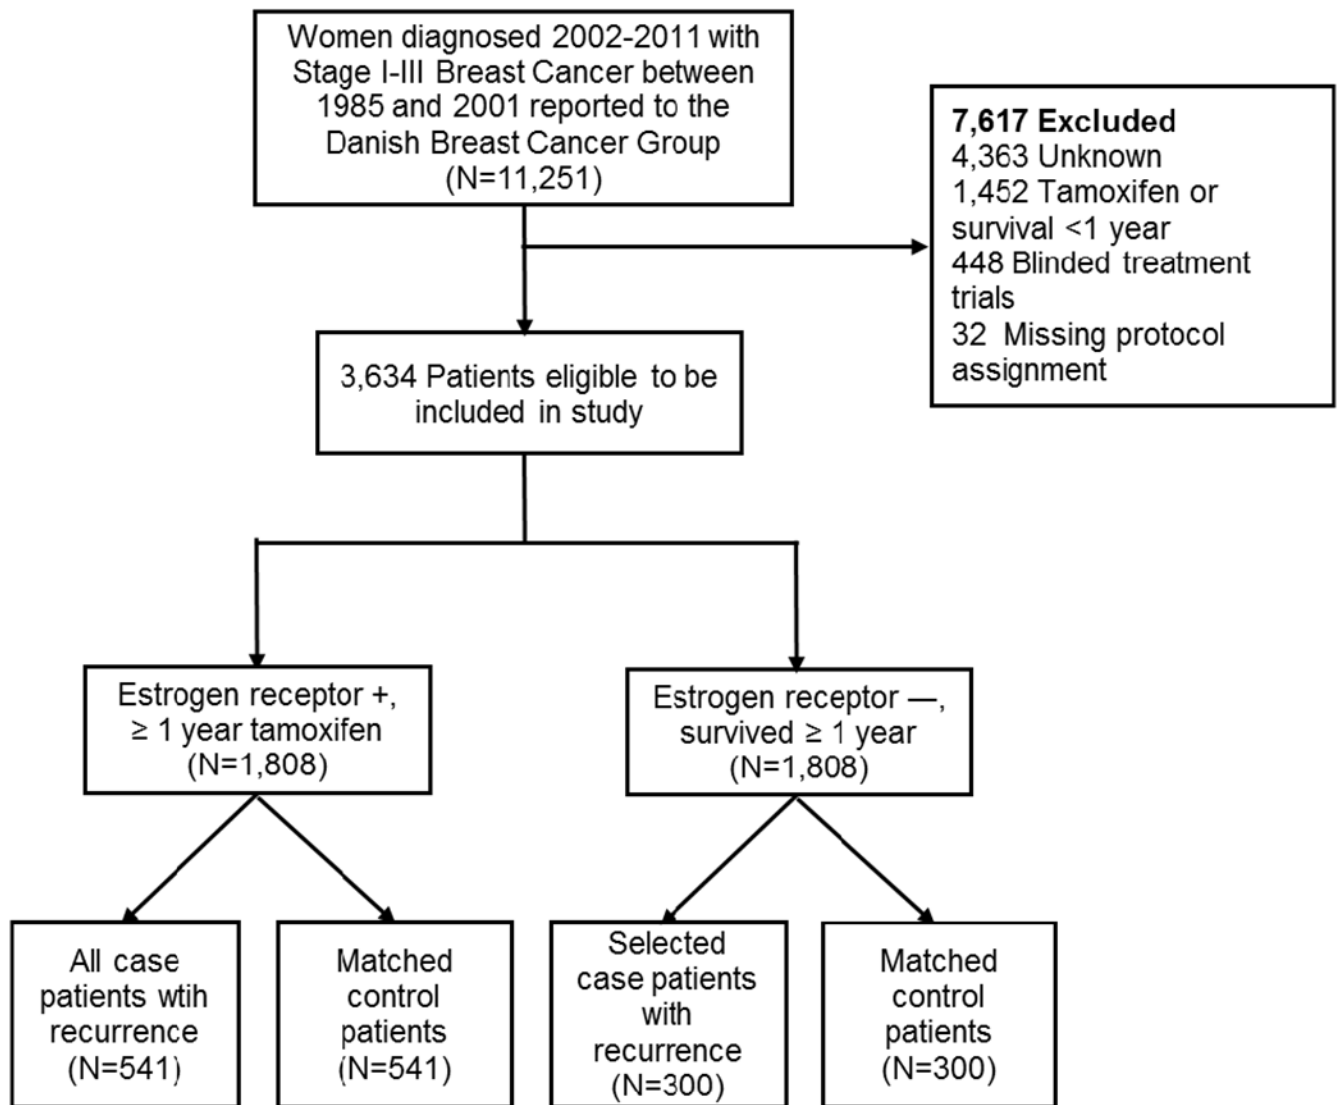 Women diagnosed 2002-2011 with
Stage I-III Breast Cancer between
1985 and 2001 reported to the
Danish Breast Cancer Group
(N=11,251)
7,617 Excluded
4,363 Unknown
1,452 Tamoxifen or
survival <1 year
448 Blinded treatment
trials
32 Missing protocol
assignment
3,634 Patients eligible to be
included in study
Estrogen receptor +,
≥ 1 year tamoxifen
(N=1,808)
Estrogen receptor —,
survived ≥ 1 year
(N=1,808)
All case
patients wtih
recurrence
(N=541)
Matched
control
patients
(N=541)
Selected
case patients
with
recurrence
(N=300)
Matched
control
patients
(N=300)